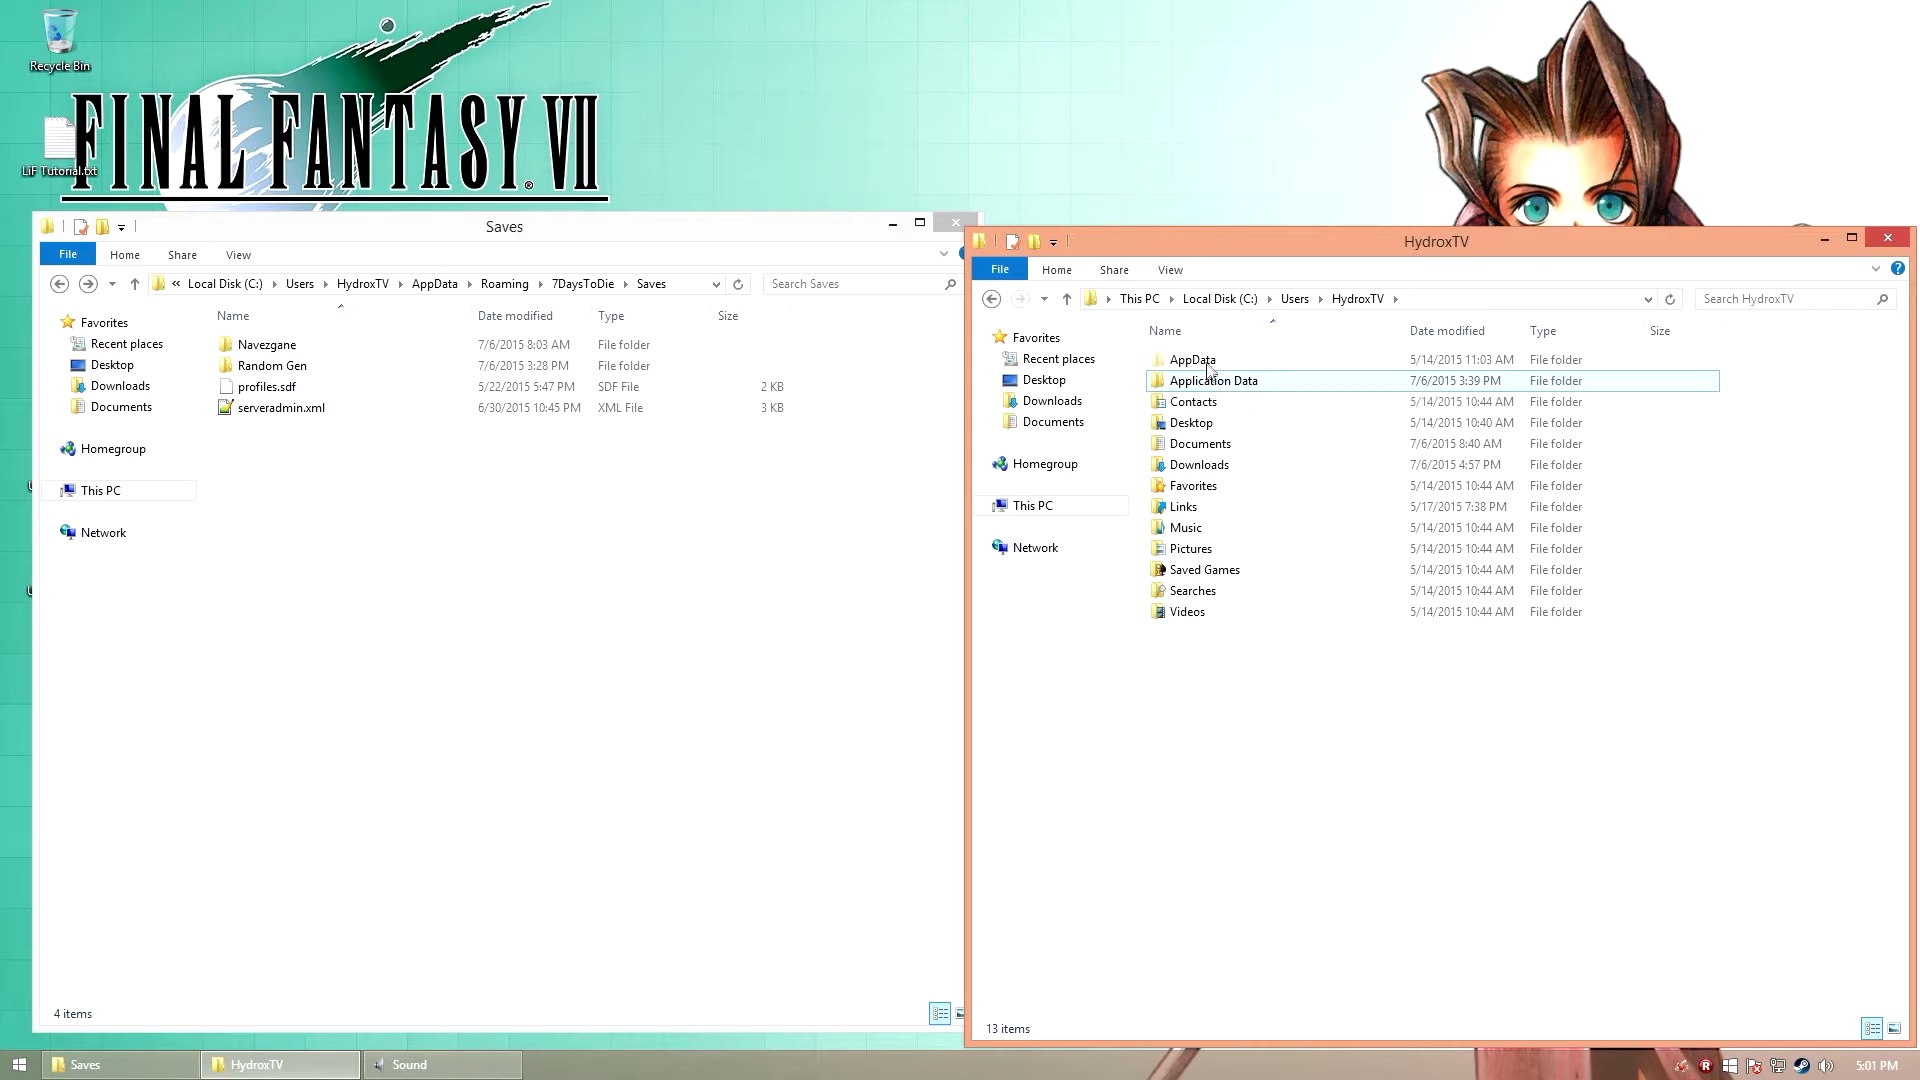 Recycle Bin
LiF Tutorial.txt
FINAL FANTASY VII
®
Saves
File Home Share View
« Local Disk (C:) Users HydroxTV AppData Roaming 7DaysToDie Saves
Search Saves
Name Date modified Type Size
Favorites
Recent places
Desktop
Downloads
Documents
Homegroup
This PC
Network
Navezgane 7/6/2015 8:03 AM File folder
Random Gen 7/6/2015 3:28 PM File folder
profiles.sdf 5/22/2015 5:47 PM SDF File 2 KB
serveradmin.xml 6/30/2015 10:45 PM XML File 3 KB
4 items
HydroxTV
File Home Share View
This PC Local Disk (C:) Users HydroxTV
Search HydroxTV
Name Date modified Type Size
Favorites
Recent places
Desktop
Downloads
Documents
Homegroup
This PC
Network
AppData 5/14/2015 11:03 AM File folder
Application Data 7/6/2015 3:39 PM File folder
Contacts 5/14/2015 10:44 AM File folder
Desktop 5/14/2015 10:40 AM File folder
Documents 7/6/2015 8:40 AM File folder
Downloads 7/6/2015 4:57 PM File folder
Favorites 5/14/2015 10:44 AM File folder
Links 5/17/2015 7:38 PM File folder
Music 5/14/2015 10:44 AM File folder
Pictures 5/14/2015 10:44 AM File folder
Saved Games 5/14/2015 10:44 AM File folder
Searches 5/14/2015 10:44 AM File folder
Videos 5/14/2015 10:44 AM File folder
13 items
Saves
HydroxTV
Sound
5:01 PM